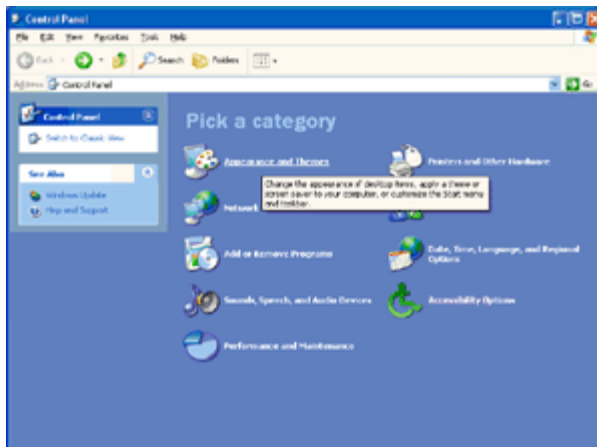 Control Panel
File Edit View Favorites Tools Help
Back Search Folders
Address Control Panel Go
Control Panel
Switch to Classic View
See Also
Windows Update
Help and Support
Pick a category
Appearance and Themes
Printers and Other Hardware
Change the appearance of desktop items, apply a theme or
screen saver to your computer, or customize the Start menu
and taskbar.
Network
Add or Remove Programs
Date, Time, Language, and Regional
Options
Sounds, Speech, and Audio Devices
Accessibility Options
Performance and Maintenance